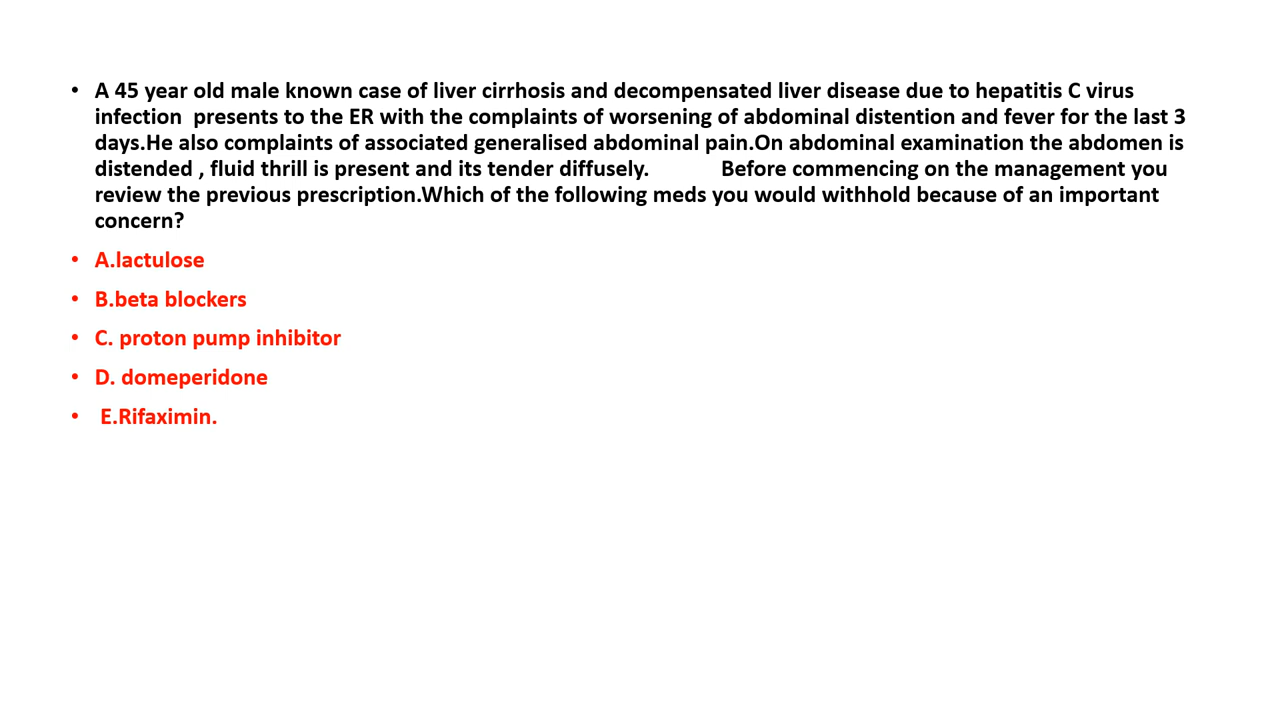 • A 45 year old male known case of liver cirrhosis and decompensated liver disease due to hepatitis C virus
infection presents to the ER with the complaints of worsening of abdominal distention and fever for the last 3
days.He also complaints of associated generalised abdominal pain.On abdominal examination the abdomen is
distended , fluid thrill is present and its tender diffusely. Before commencing on the management you
review the previous prescription.Which of the following meds you would withhold because of an important
concern?
• A.lactulose
• B.beta blockers
• C. proton pump inhibitor
• D. domeperidone
• E.Rifaximin.